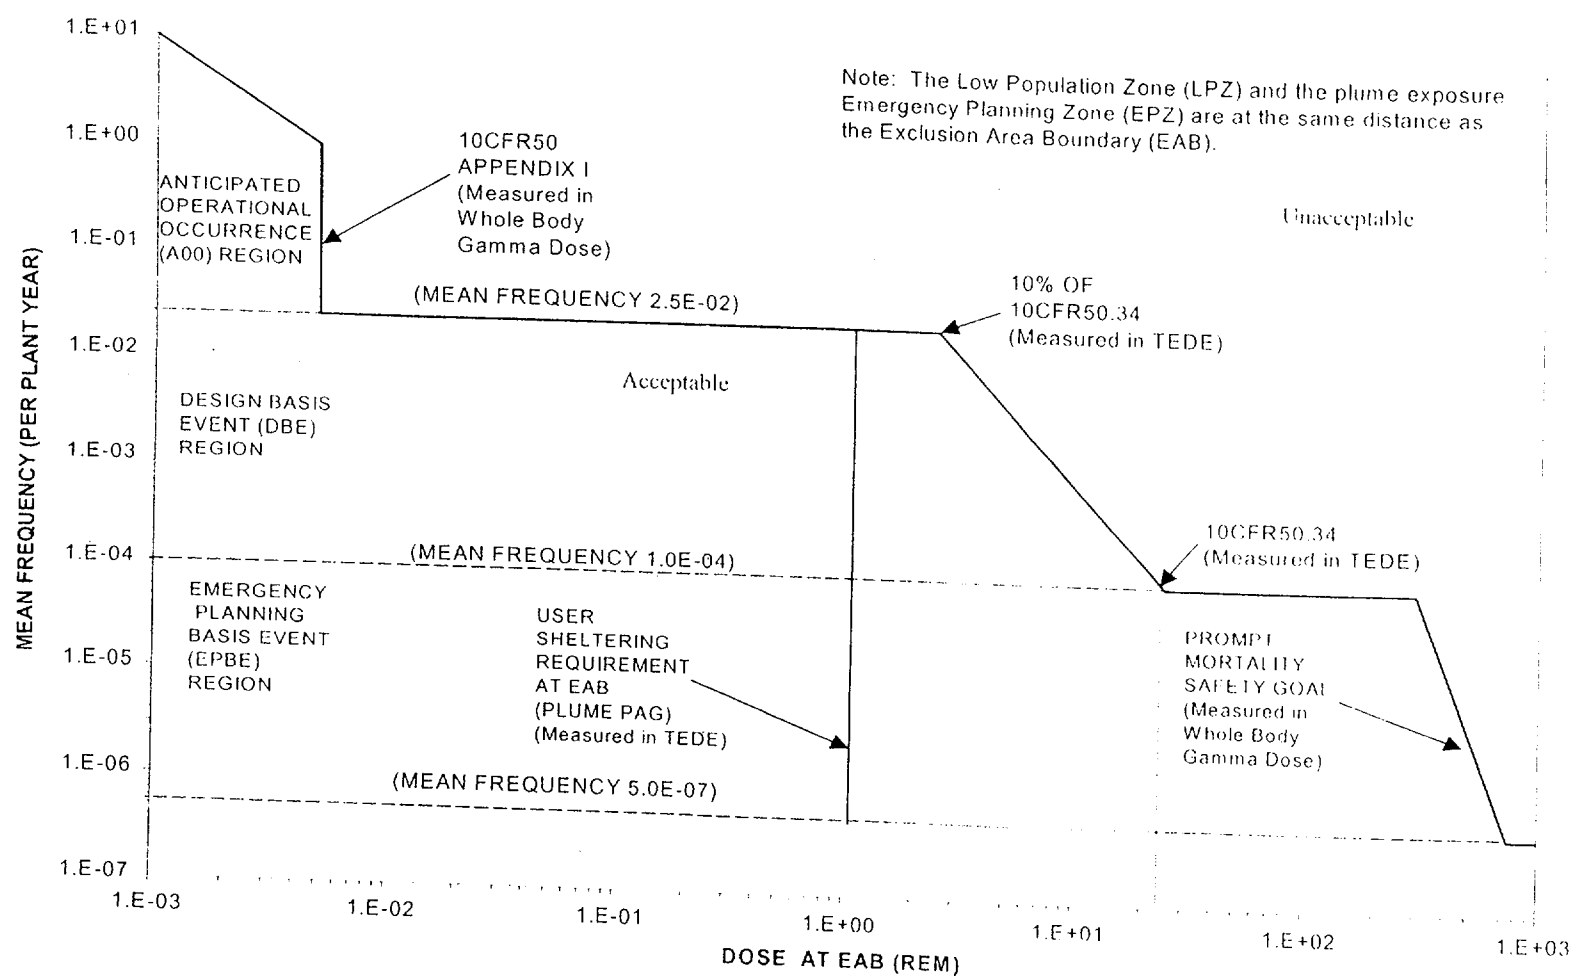 1.E+01
1.E+00
1.E-01
1.E-02
1.E-03
1.E-04
1.E-05
1.E-06
1.E-07
MEAN FREQUENCY (PER PLANT YEAR)
Note: The Low Population Zone (LPZ) and the plume exposure
Emergency Planning Zone (EPZ) are at the same distance as
the Exclusion Area Boundary (EAB).
10CFR50
APPENDIX I
(Measured in
Whole Body
Gamma Dose)
ANTICIPATED
OPERATIONAL
OCCURRENCE
(A00) REGION
Unacceptable
(MEAN FREQUENCY 2.5E-02)
10% OF
10CFR50.34
(Measured in TEDE)
Acceptable
DESIGN BASIS
EVENT (DBE)
REGION
(MEAN FREQUENCY 1.0E-04)
10CFR50.34
(Measured in TEDE)
EMERGENCY
PLANNING
BASIS EVENT
(EPBE)
REGION
USER
SHELTERING
REQUIREMENT
AT EAB
(PLUME PAG)
(Measured in TEDE)
PROMPT
MORTALITY
SAFETY GOAL
(Measured in
Whole Body
Gamma Dose)
(MEAN FREQUENCY 5.0E-07)
1.E-03
1.E-02
1.E-01
1.E+00
1.E+01
1.E+02
1.E+03
DOSE AT EAB (REM)